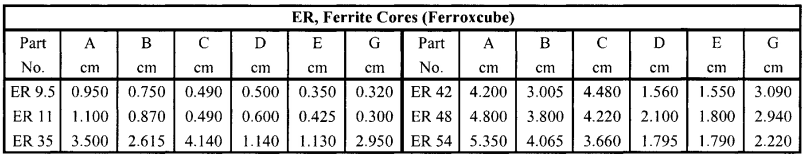 ER, Ferrite Cores (Ferroxcube)
Part A B C D E G Part A B C D E G
No. cm cm cm cm cm cm No. cm cm cm cm cm cm
ER 9.5 0.950 0.750 0.490 0.500 0.350 0.320 ER 42 4.200 3.005 4.480 1.560 1.550 3.090
ER 11 1.100 0.870 0.490 0.600 0.425 0.300 ER 48 4.800 3.800 4.220 2.100 1.800 2.940
ER 35 3.500 2.615 4.140 1.140 1.130 2.950 ER 54 5.350 4.065 3.660 1.795 1.790 2.220